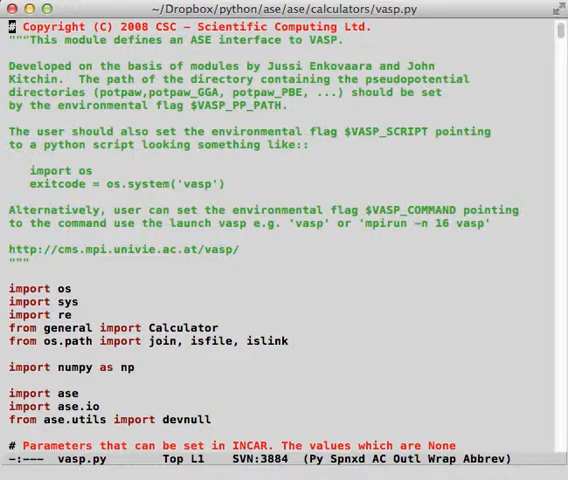 ~/Dropbox/python/ase/ase/calculators/vasp.py
# Copyright (C) 2008 CSC - Scientific Computing Ltd.
"""This module defines an ASE interface to VASP.
Developed on the basis of modules by Jussi Enkovaara and John
Kitchin.  The path of the directory containing the pseudopotential
directories (potpaw,potpaw_GGA, potpaw_PBE, ...) should be set
by the environmental flag $VASP_PP_PATH.
The user should also set the environmental flag $VASP_SCRIPT pointing
to a python script looking something like::
import os
exitcode = os.system('vasp')
Alternatively, user can set the environmental flag $VASP_COMMAND pointing
to the command use the launch vasp e.g. 'vasp' or 'mpirun -n 16 vasp'
http://cms.mpi.univie.ac.at/vasp/
"""
import os
import sys
import re
from general import Calculator
from os.path import join, isfile, islink
import numpy as np
import ase
import ase.io
from ase.utils import devnull
# Parameters that can be set in INCAR. The values which are None
-:--- vasp.py Top L1 SVN:3884 (Py Spnxd AC Outl Wrap Abbrev)